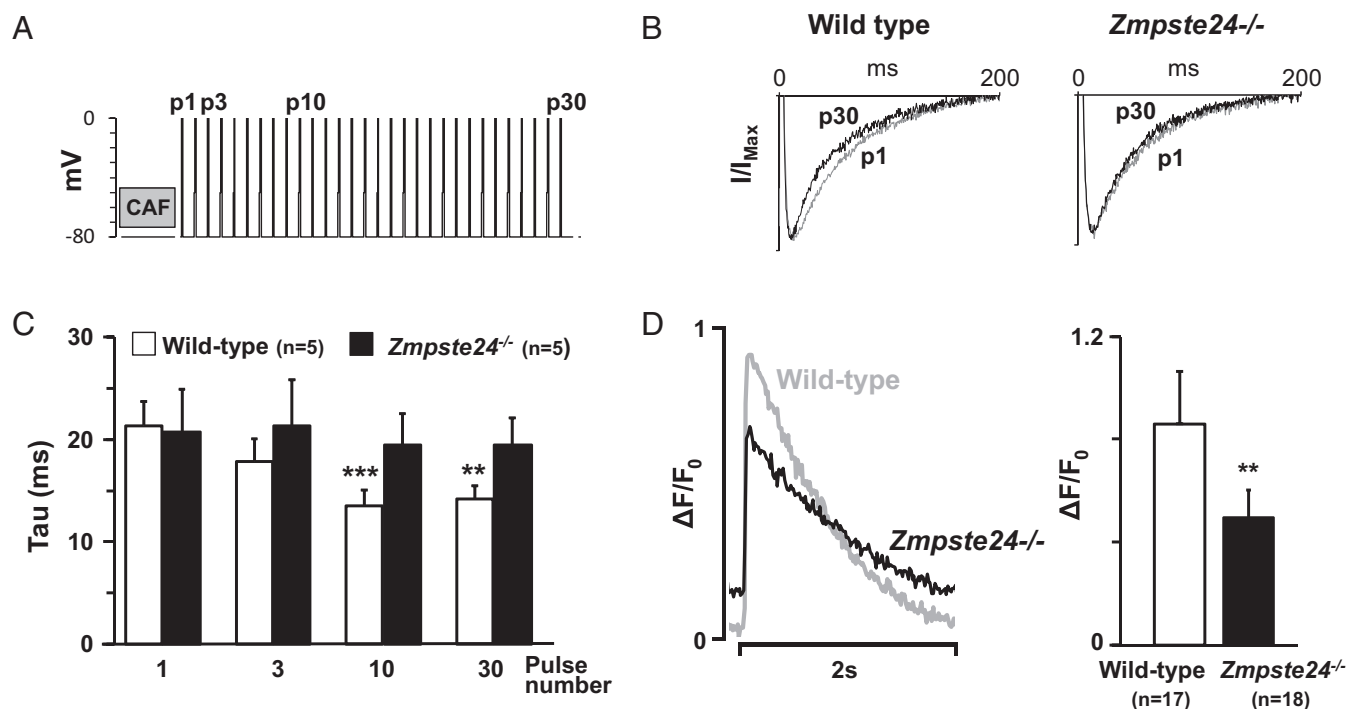 A
p1 p3 p10 p30
0
mV
CAF
-80
B
Wild type
Zmpste24-/-
0 ms 200
0 ms 200
I/IMax
p30
p1
p30
p1
C
30
20
10
0
Tau (ms)
Wild-type (n=5)
Zmpste24-/- (n=5)
***
**
1 3 10 30 Pulse
number
D
1
ΔF/F0
0
Wild-type
Zmpste24-/-
2s
1.2
ΔF/F0
0
**
Wild-type Zmpste24-/-
(n=17) (n=18)